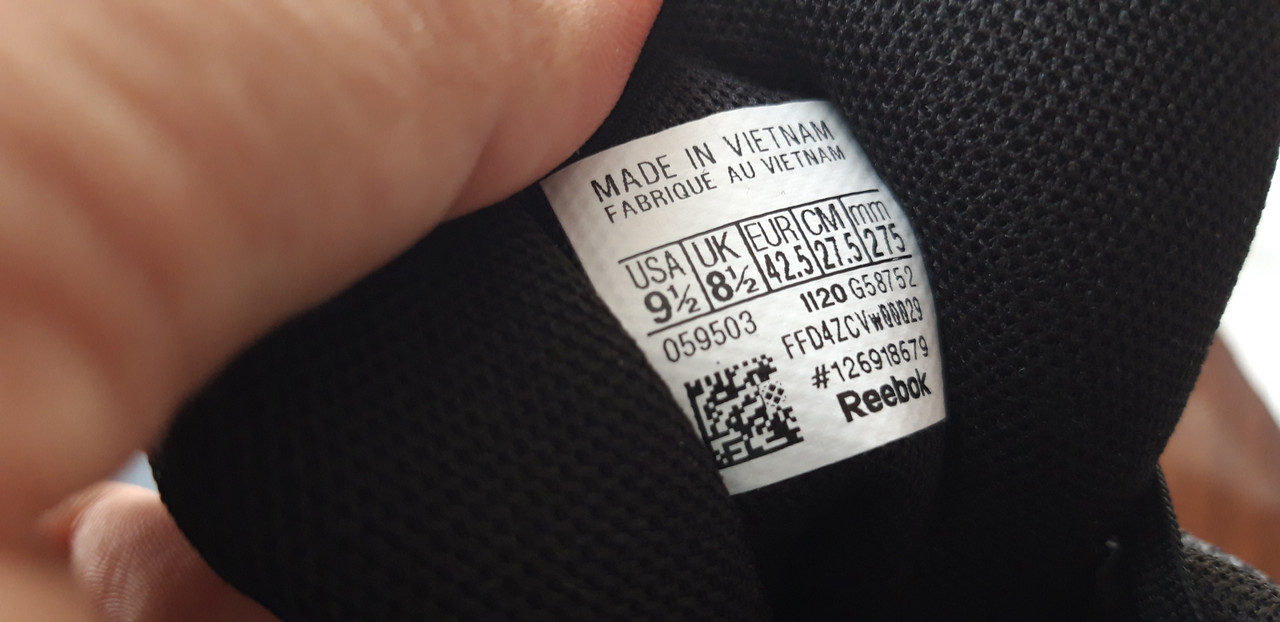 MADE IN VIETNAM
FABRIQUÉ AU VIETNAM
USA UK EUR CM mm
9½ 8½ 42.5 27.5 275
059503 1120 G58752
FFD4ZCVW00029
#126918679
Reebok